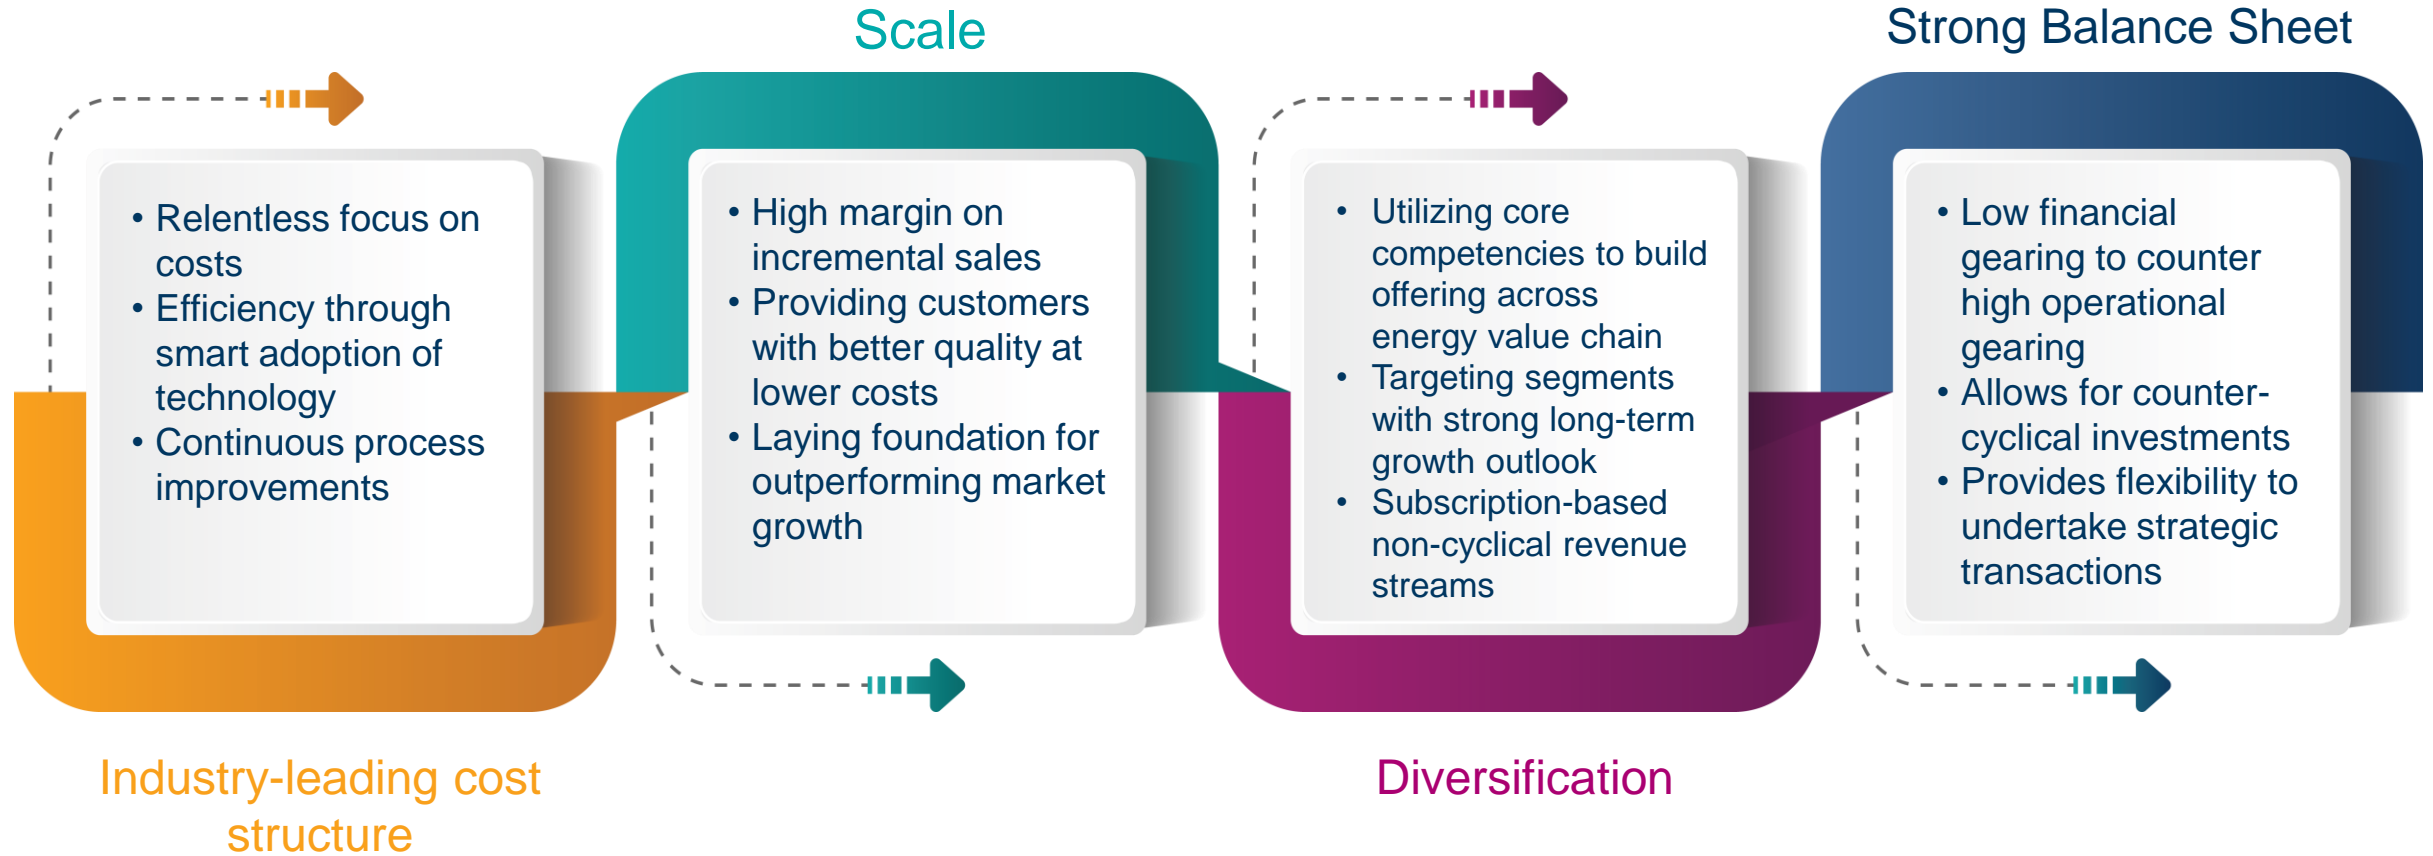 Scale
Strong Balance Sheet
• Relentless focus on
costs
• Efficiency through
smart adoption of
technology
• Continuous process
improvements
• High margin on
incremental sales
• Providing customers
with better quality at
lower costs
• Laying foundation for
outperforming market
growth
• Utilizing core
competencies to build
offering across
energy value chain
• Targeting segments
with strong long-term
growth outlook
• Subscription-based
non-cyclical revenue
streams
• Low financial
gearing to counter
high operational
gearing
• Allows for counter-
cyclical investments
• Provides flexibility to
undertake strategic
transactions
Industry-leading cost
structure
Diversification